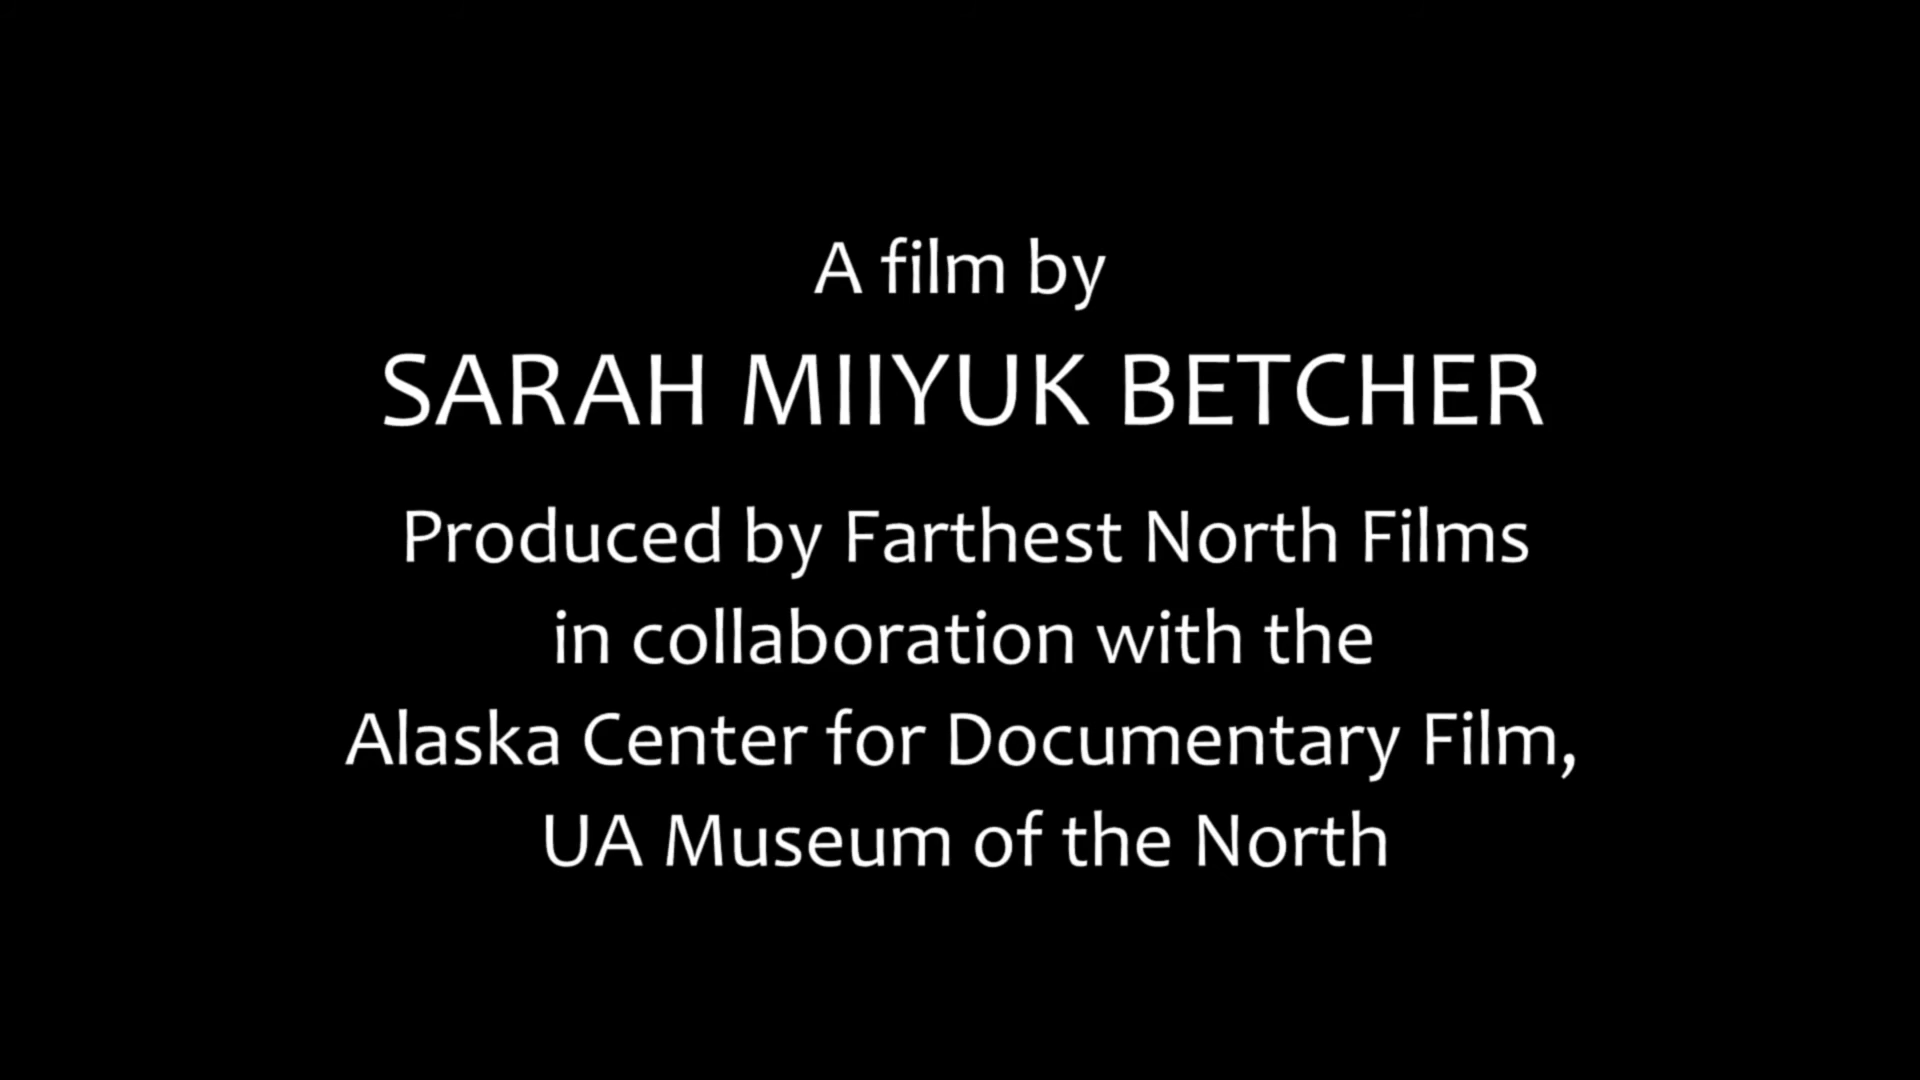 A film by
SARAH MIIYUK BETCHER
Produced by Farthest North Films
in collaboration with the
Alaska Center for Documentary Film,
UA Museum of the North